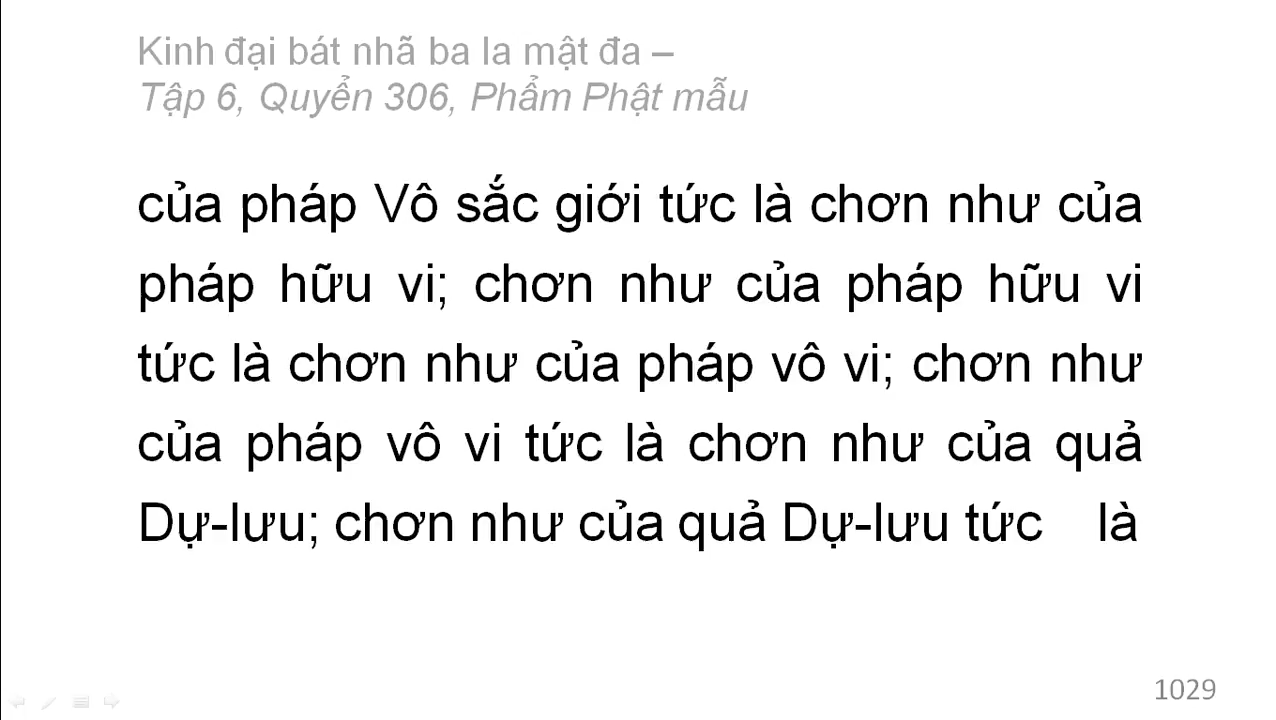 Kinh đại bát nhã ba la mật đa –
Tập 6, Quyển 306, Phẩm Phật mẫu
của pháp Vô sắc giới tức là chơn như của
pháp hữu vi; chơn như của pháp hữu vi
tức là chơn như của pháp vô vi; chơn như
của pháp vô vi tức là chơn như của quả
Dự-lưu; chơn như của quả Dự-lưu tức là
1029